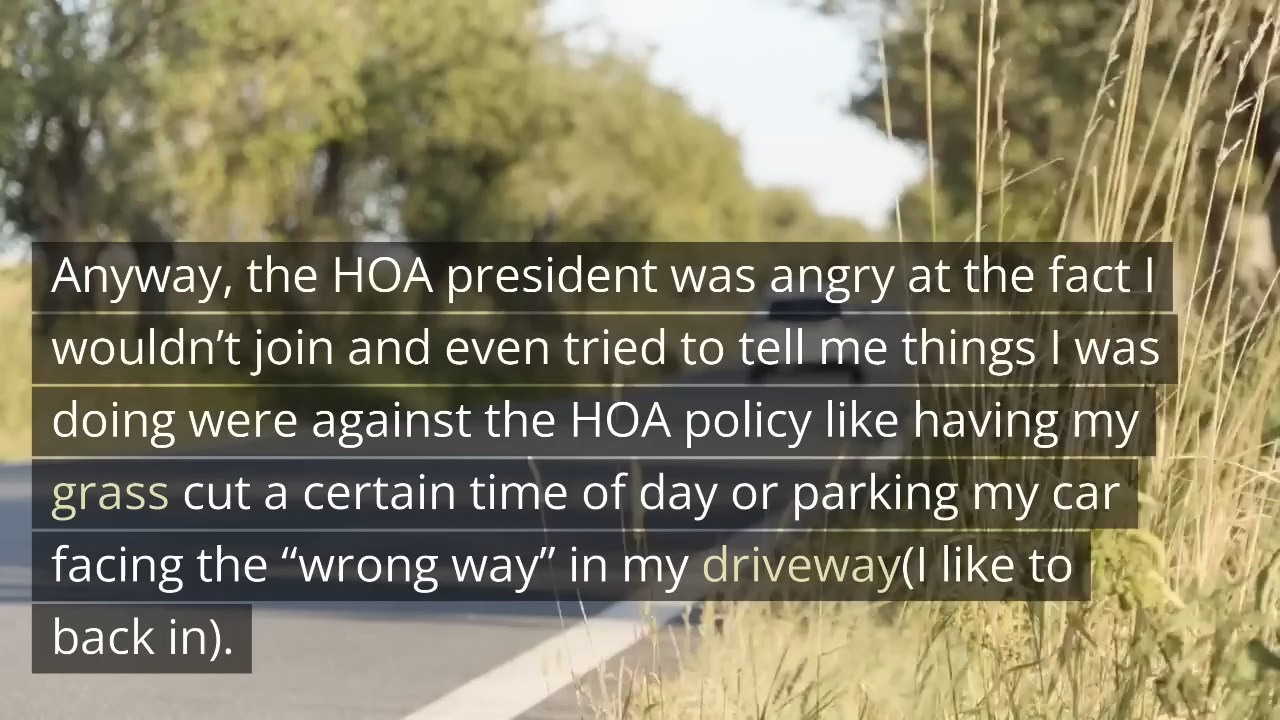 Anyway, the HOA president was angry at the fact I
wouldn’t join and even tried to tell me things I was
doing were against the HOA policy like having my
grass cut a certain time of day or parking my car
facing the “wrong way” in my driveway(I like to
back in).